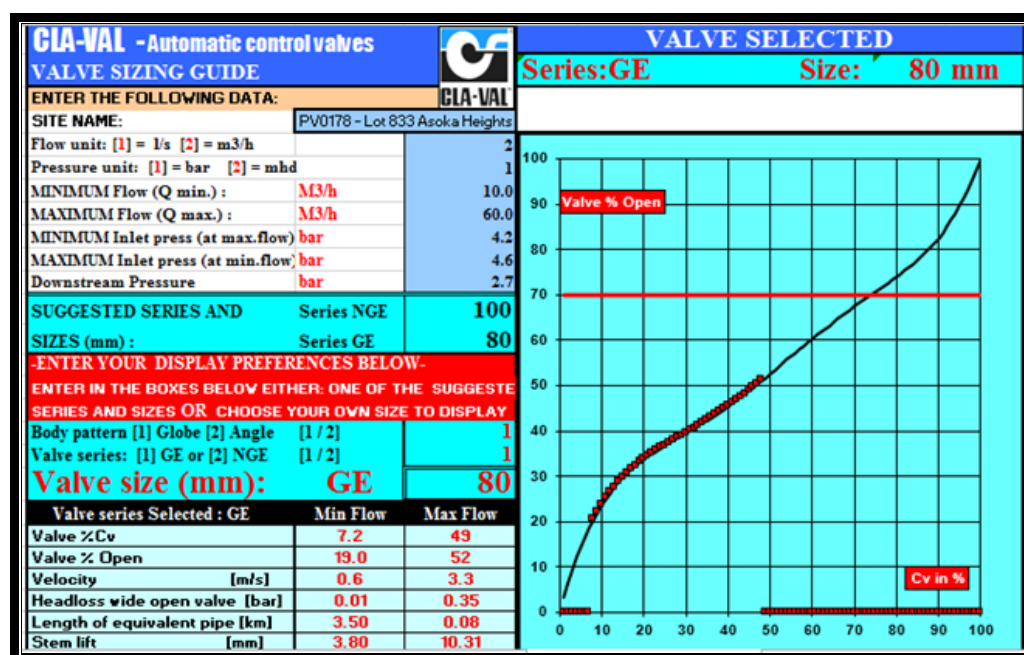 CLA-VAL - Automatic control valves
VALVE SIZING GUIDE
CLA-VAL
ENTER THE FOLLOWING DATA:
SITE NAME: PV0178 - Lot 833 Asoka Heights
Flow unit: [1] = l/s [2] = m3/h 2
Pressure unit: [1] = bar [2] = mhd 1
MINIMUM Flow (Q min.) : M3/h 10.0
MAXIMUM Flow (Q max.) : M3/h 60.0
MINIMUM Inlet press (at max.flow) bar 4.2
MAXIMUM Inlet press (at min.flow) bar 4.6
Downstream Pressure bar 2.7
SUGGESTED SERIES AND Series NGE 100
SIZES (mm) : Series GE 80
-ENTER YOUR DISPLAY PREFERENCES BELOW-
ENTER IN THE BOXES BELOW EITHER: ONE OF THE SUGGESTE
SERIES AND SIZES OR CHOOSE YOUR OWN SIZE TO DISPLAY
Body pattern [1] Globe [2] Angle [1 / 2] 1
Valve series: [1] GE or [2] NGE [1 / 2] 1
Valve size (mm): GE 80
Valve series Selected : GE Min Flow Max Flow
Valve %Cv 7.2 49
Valve % Open 19.0 52
Velocity [m/s] 0.6 3.3
Headloss wide open valve [bar] 0.01 0.35
Length of equivalent pipe [km] 3.50 0.08
Stem lift [mm] 3.80 10.31
VALVE SELECTED
Series:GE Size: 80 mm
100
90
80
70
60
50
40
30
20
10
0
Valve % Open
Cv in %
0 10 20 30 40 50 60 70 80 90 100